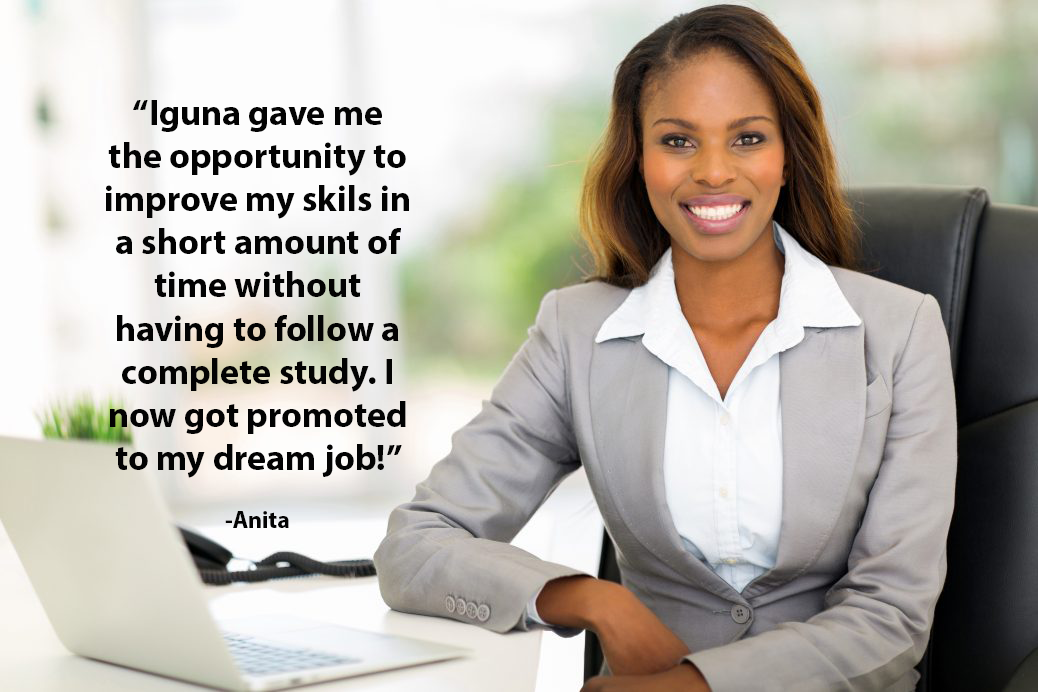 “Iguna gave me
the opportunity to
improve my skils in
a short amount of
time without
having to follow a
complete study. I
now got promoted
to my dream job!”
-Anita